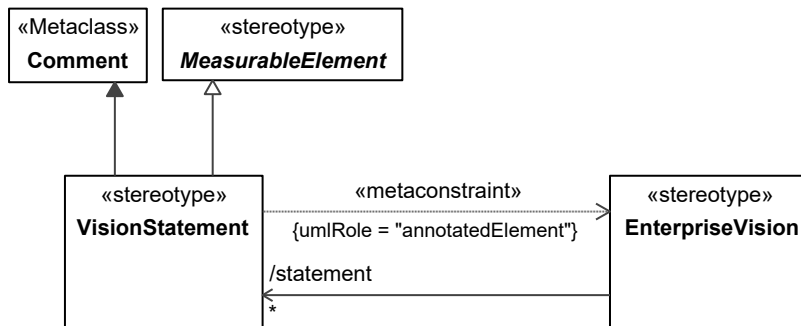 «Metaclass»
Comment
«stereotype»
MeasurableElement
«stereotype»
VisionStatement
«metaconstraint»
{umlRole = "annotatedElement"}
«stereotype»
EnterpriseVision
/statement
*